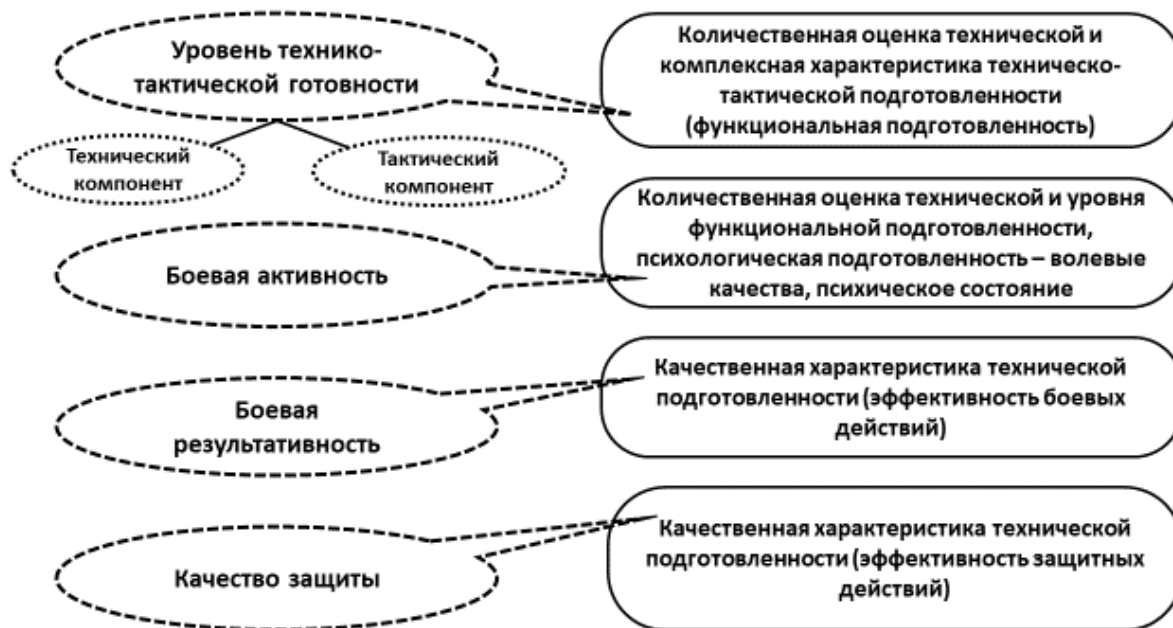 Уровень технико-
тактической готовности
Количественная оценка технической и
комплексная характеристика техническо-
тактической подготовленности
(функциональная подготовленность)
Технический
компонент
Тактический
компонент
Боевая активность
Количественная оценка технической и уровня
функциональной подготовленности,
психологическая подготовленность – волевые
качества, психическое состояние
Боевая
результативность
Качественная характеристика технической
подготовленности (эффективность боевых
действий)
Качество защиты
Качественная характеристика технической
подготовленности (эффективность защитных
действий)